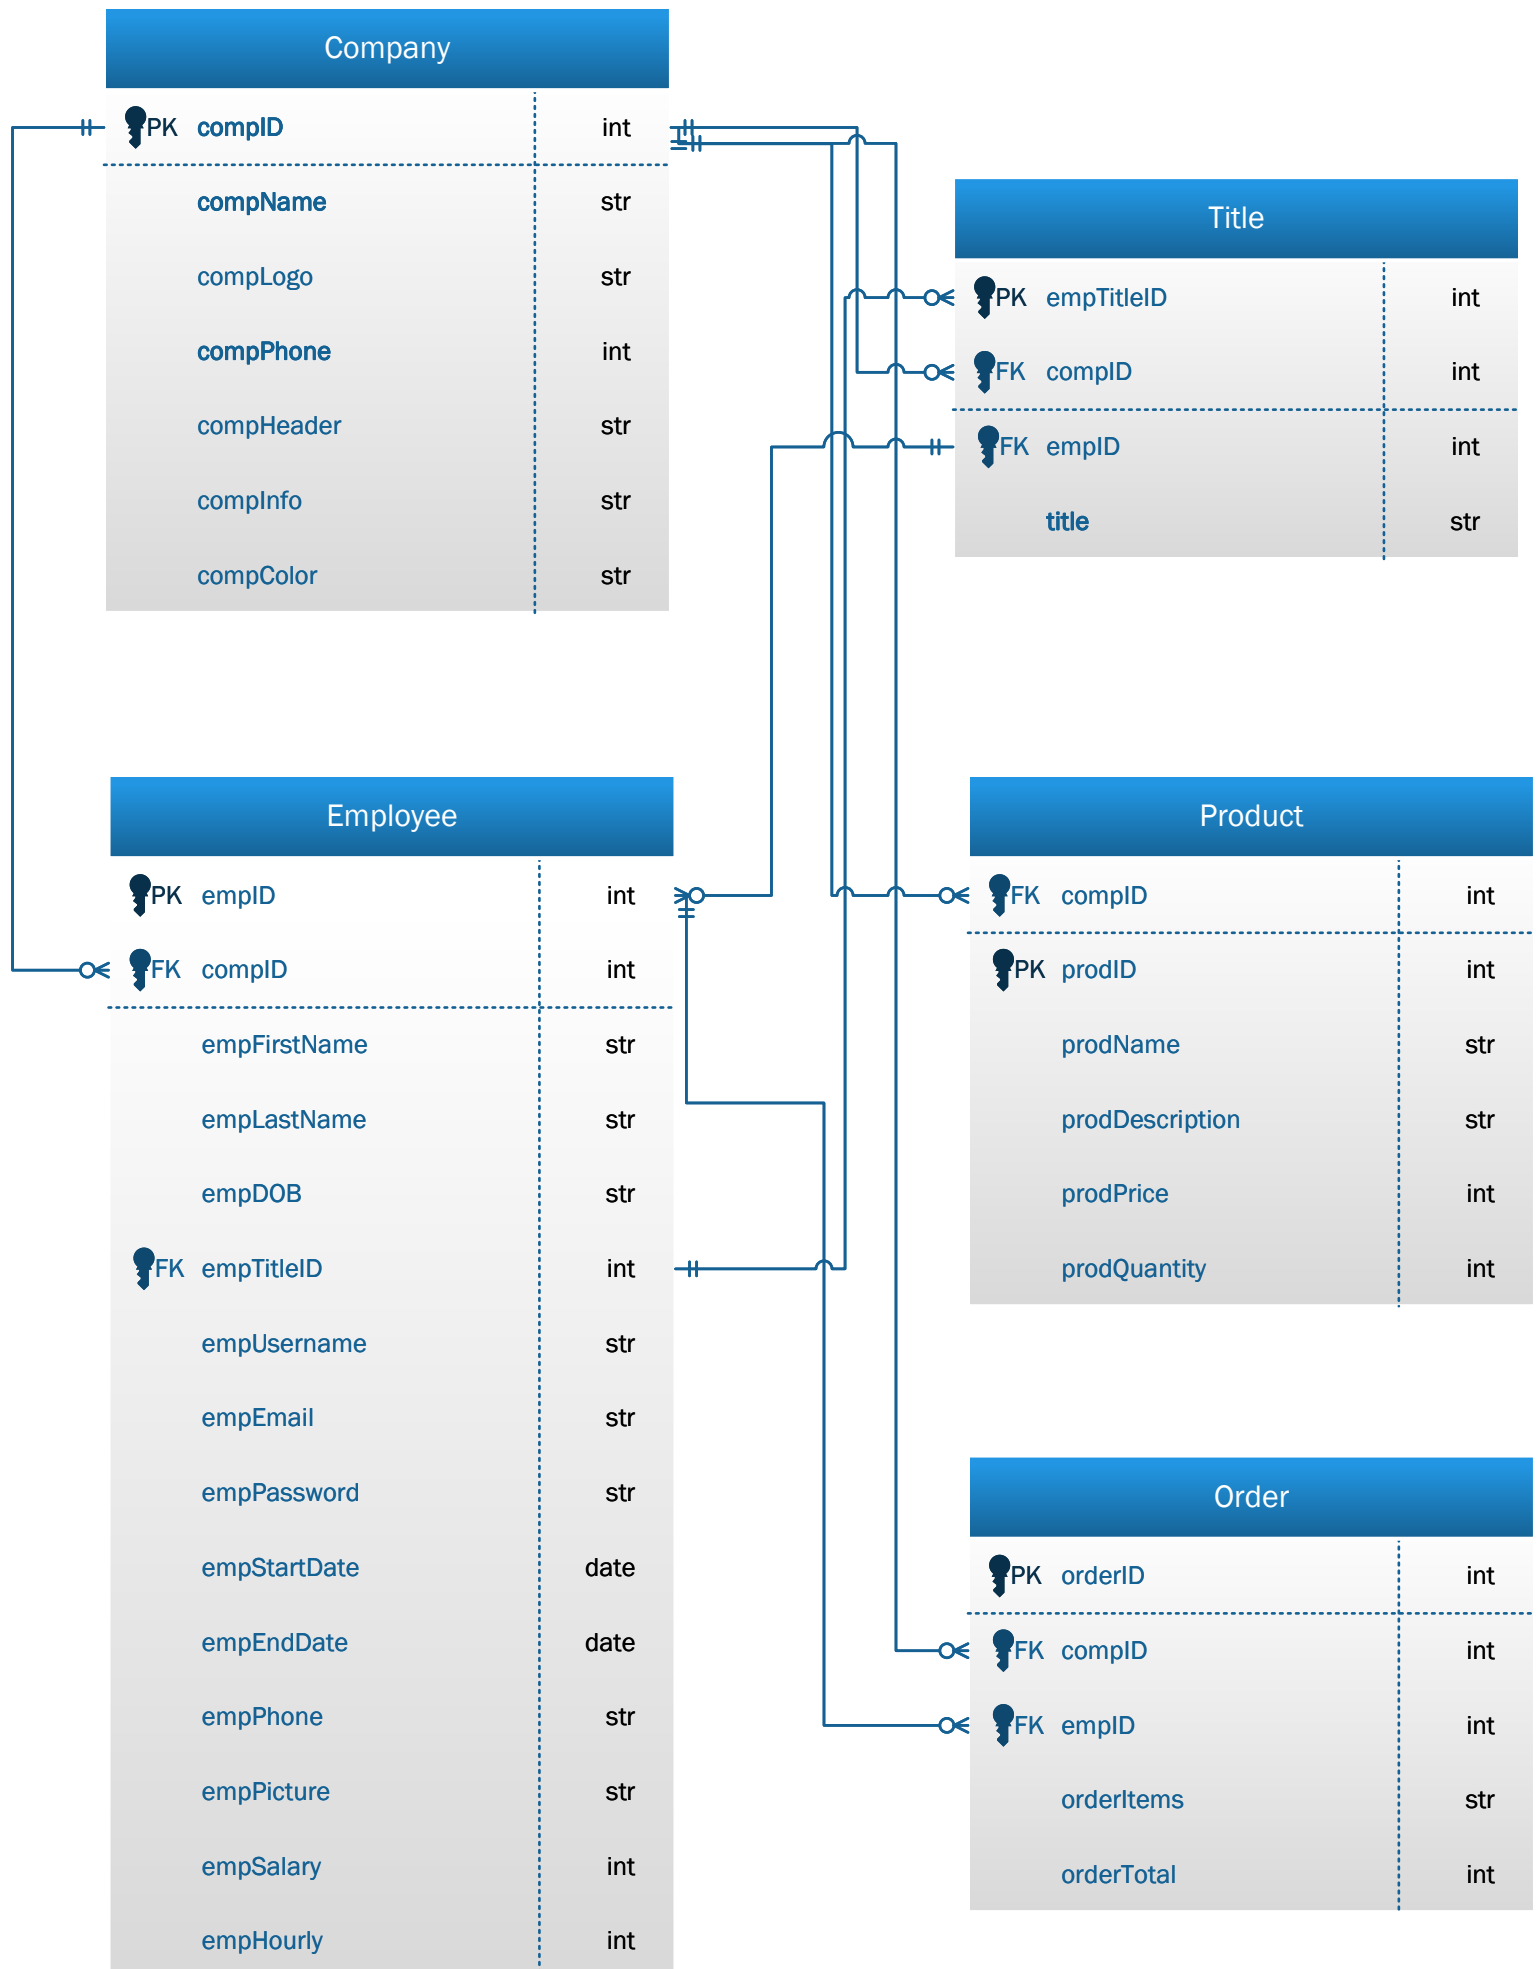 Company
PK compID int
compName str
compLogo str
compPhone int
compHeader str
compInfo str
compColor str
Title
PK empTitleID int
FK compID int
FK empID int
title str
Employee
PK empID int
FK compID int
empFirstName str
empLastName str
empDOB str
FK empTitleID int
empUsername str
empEmail str
empPassword str
empStartDate date
empEndDate date
empPhone str
empPicture str
empSalary int
empHourly int
Product
FK compID int
PK prodID int
prodName str
prodDescription str
prodPrice int
prodQuantity int
Order
PK orderID int
FK compID int
FK empID int
orderItems str
orderTotal int